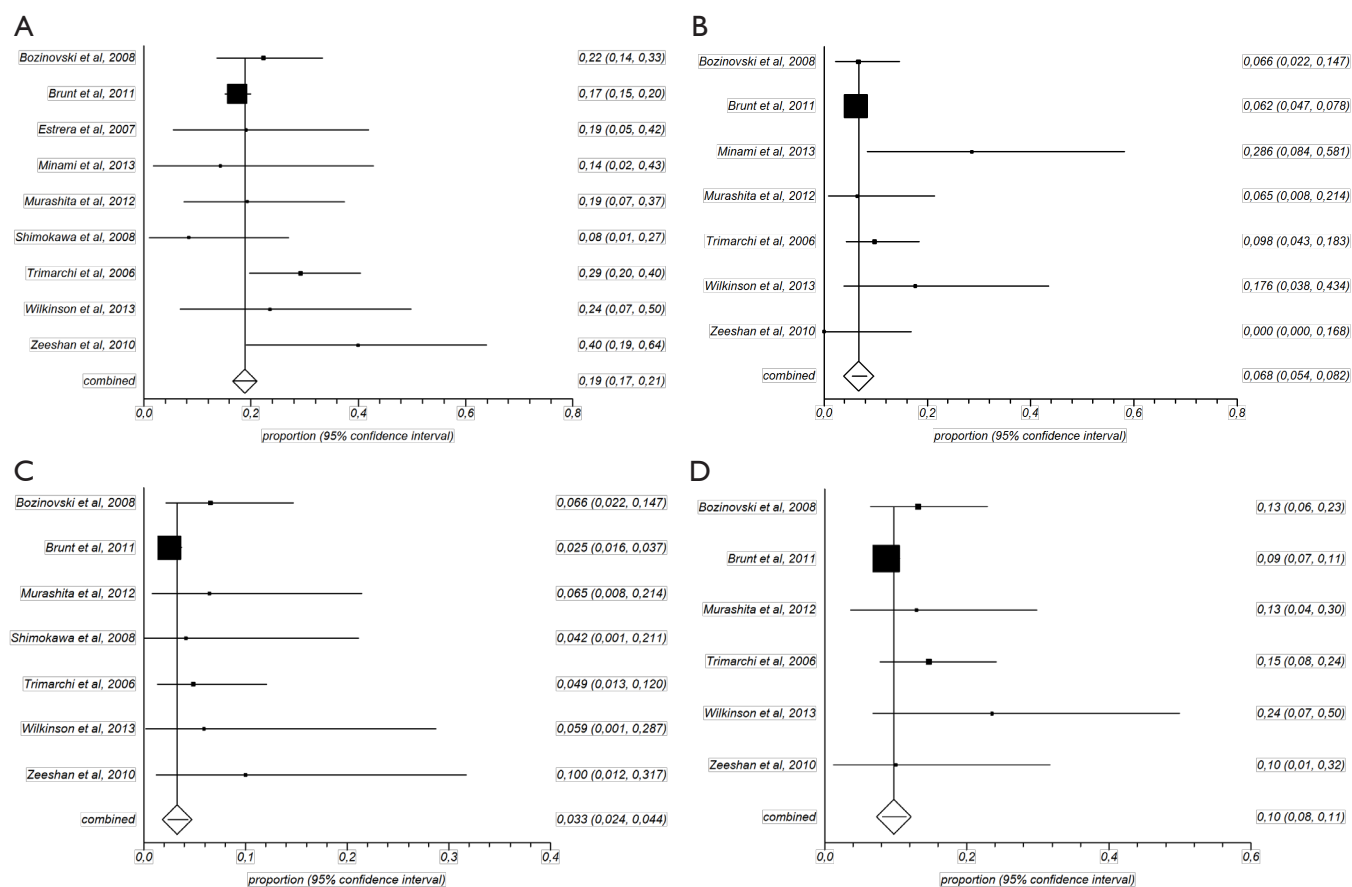 A
Bozinovski et al, 2008 0,22 (0,14, 0,33)
Brunt et al, 2011 0,17 (0,15, 0,20)
Estrera et al, 2007 0,19 (0,05, 0,42)
Minami et al, 2013 0,14 (0,02, 0,43)
Murashita et al, 2012 0,19 (0,07, 0,37)
Shimokawa et al, 2008 0,08 (0,01, 0,27)
Trimarchi et al, 2006 0,29 (0,20, 0,40)
Wilkinson et al, 2013 0,24 (0,07, 0,50)
Zeeshan et al, 2010 0,40 (0,19, 0,64)
combined 0,19 (0,17, 0,21)
0,0 0,2 0,4 0,6 0,8
proportion (95% confidence interval)
B
Bozinovski et al, 2008 0,066 (0,022, 0,147)
Brunt et al, 2011 0,062 (0,047, 0,078)
Minami et al, 2013 0,286 (0,084, 0,581)
Murashita et al, 2012 0,065 (0,008, 0,214)
Trimarchi et al, 2006 0,098 (0,043, 0,183)
Wilkinson et al, 2013 0,176 (0,038, 0,434)
Zeeshan et al, 2010 0,000 (0,000, 0,168)
combined 0,068 (0,054, 0,082)
0,0 0,2 0,4 0,6 0,8
proportion (95% confidence interval)
C
Bozinovski et al, 2008 0,066 (0,022, 0,147)
Brunt et al, 2011 0,025 (0,016, 0,037)
Murashita et al, 2012 0,065 (0,008, 0,214)
Shimokawa et al, 2008 0,042 (0,001, 0,211)
Trimarchi et al, 2006 0,049 (0,013, 0,120)
Wilkinson et al, 2013 0,059 (0,001, 0,287)
Zeeshan et al, 2010 0,100 (0,012, 0,317)
combined 0,033 (0,024, 0,044)
0,0 0,1 0,2 0,3 0,4
proportion (95% confidence interval)
D
Bozinovski et al, 2008 0,13 (0,06, 0,23)
Brunt et al, 2011 0,09 (0,07, 0,11)
Murashita et al, 2012 0,13 (0,04, 0,30)
Trimarchi et al, 2006 0,15 (0,08, 0,24)
Wilkinson et al, 2013 0,24 (0,07, 0,50)
Zeeshan et al, 2010 0,10 (0,01, 0,32)
combined 0,10 (0,08, 0,11)
0,0 0,2 0,4 0,6
proportion (95% confidence interval)